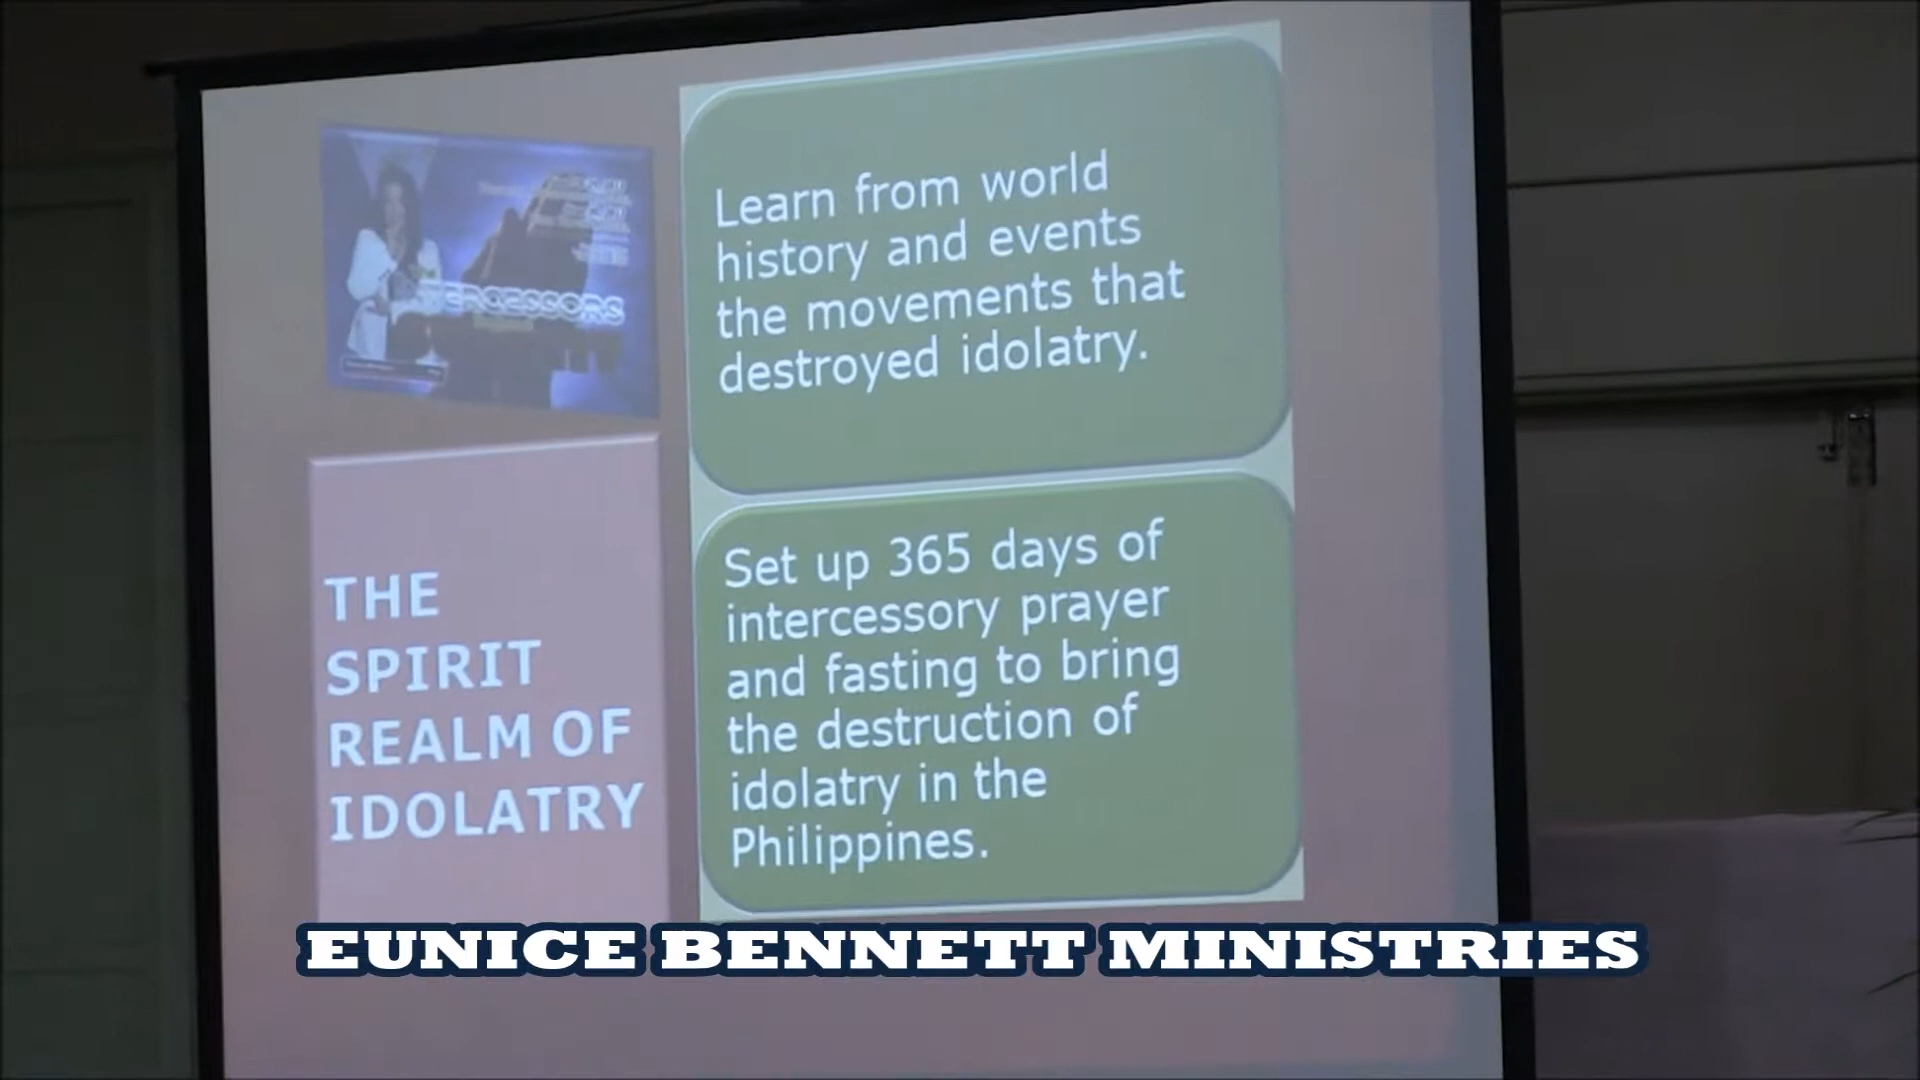 Learn from world
history and events
the movements that
destroyed idolatry.
THE
SPIRIT
REALM OF
IDOLATRY
Set up 365 days of
intercessory prayer
and fasting to bring
the destruction of
idolatry in the
Philippines.
EUNICE BENNETT MINISTRIES